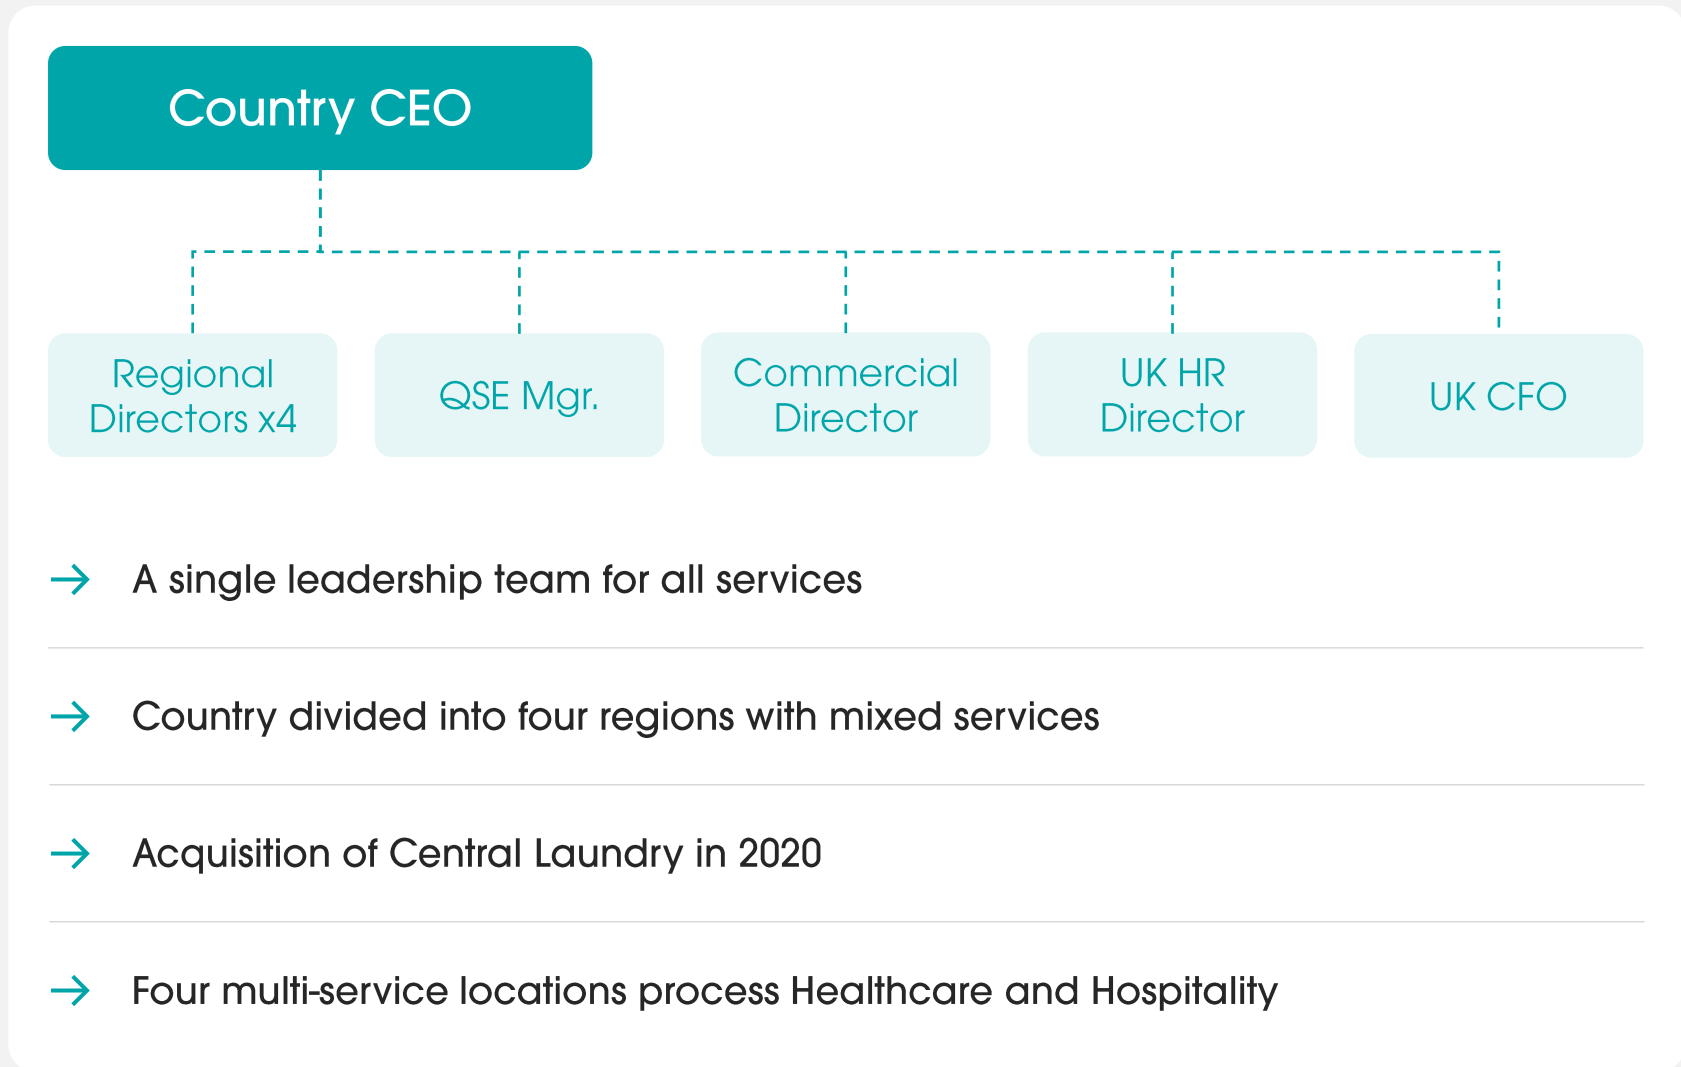 Country CEO
Regional
Directors x4
QSE Mgr.
Commercial
Director
UK HR
Director
UK CFO
A single leadership team for all services
Country divided into four regions with mixed services
Acquisition of Central Laundry in 2020
Four multi-service locations process Healthcare and Hospitality